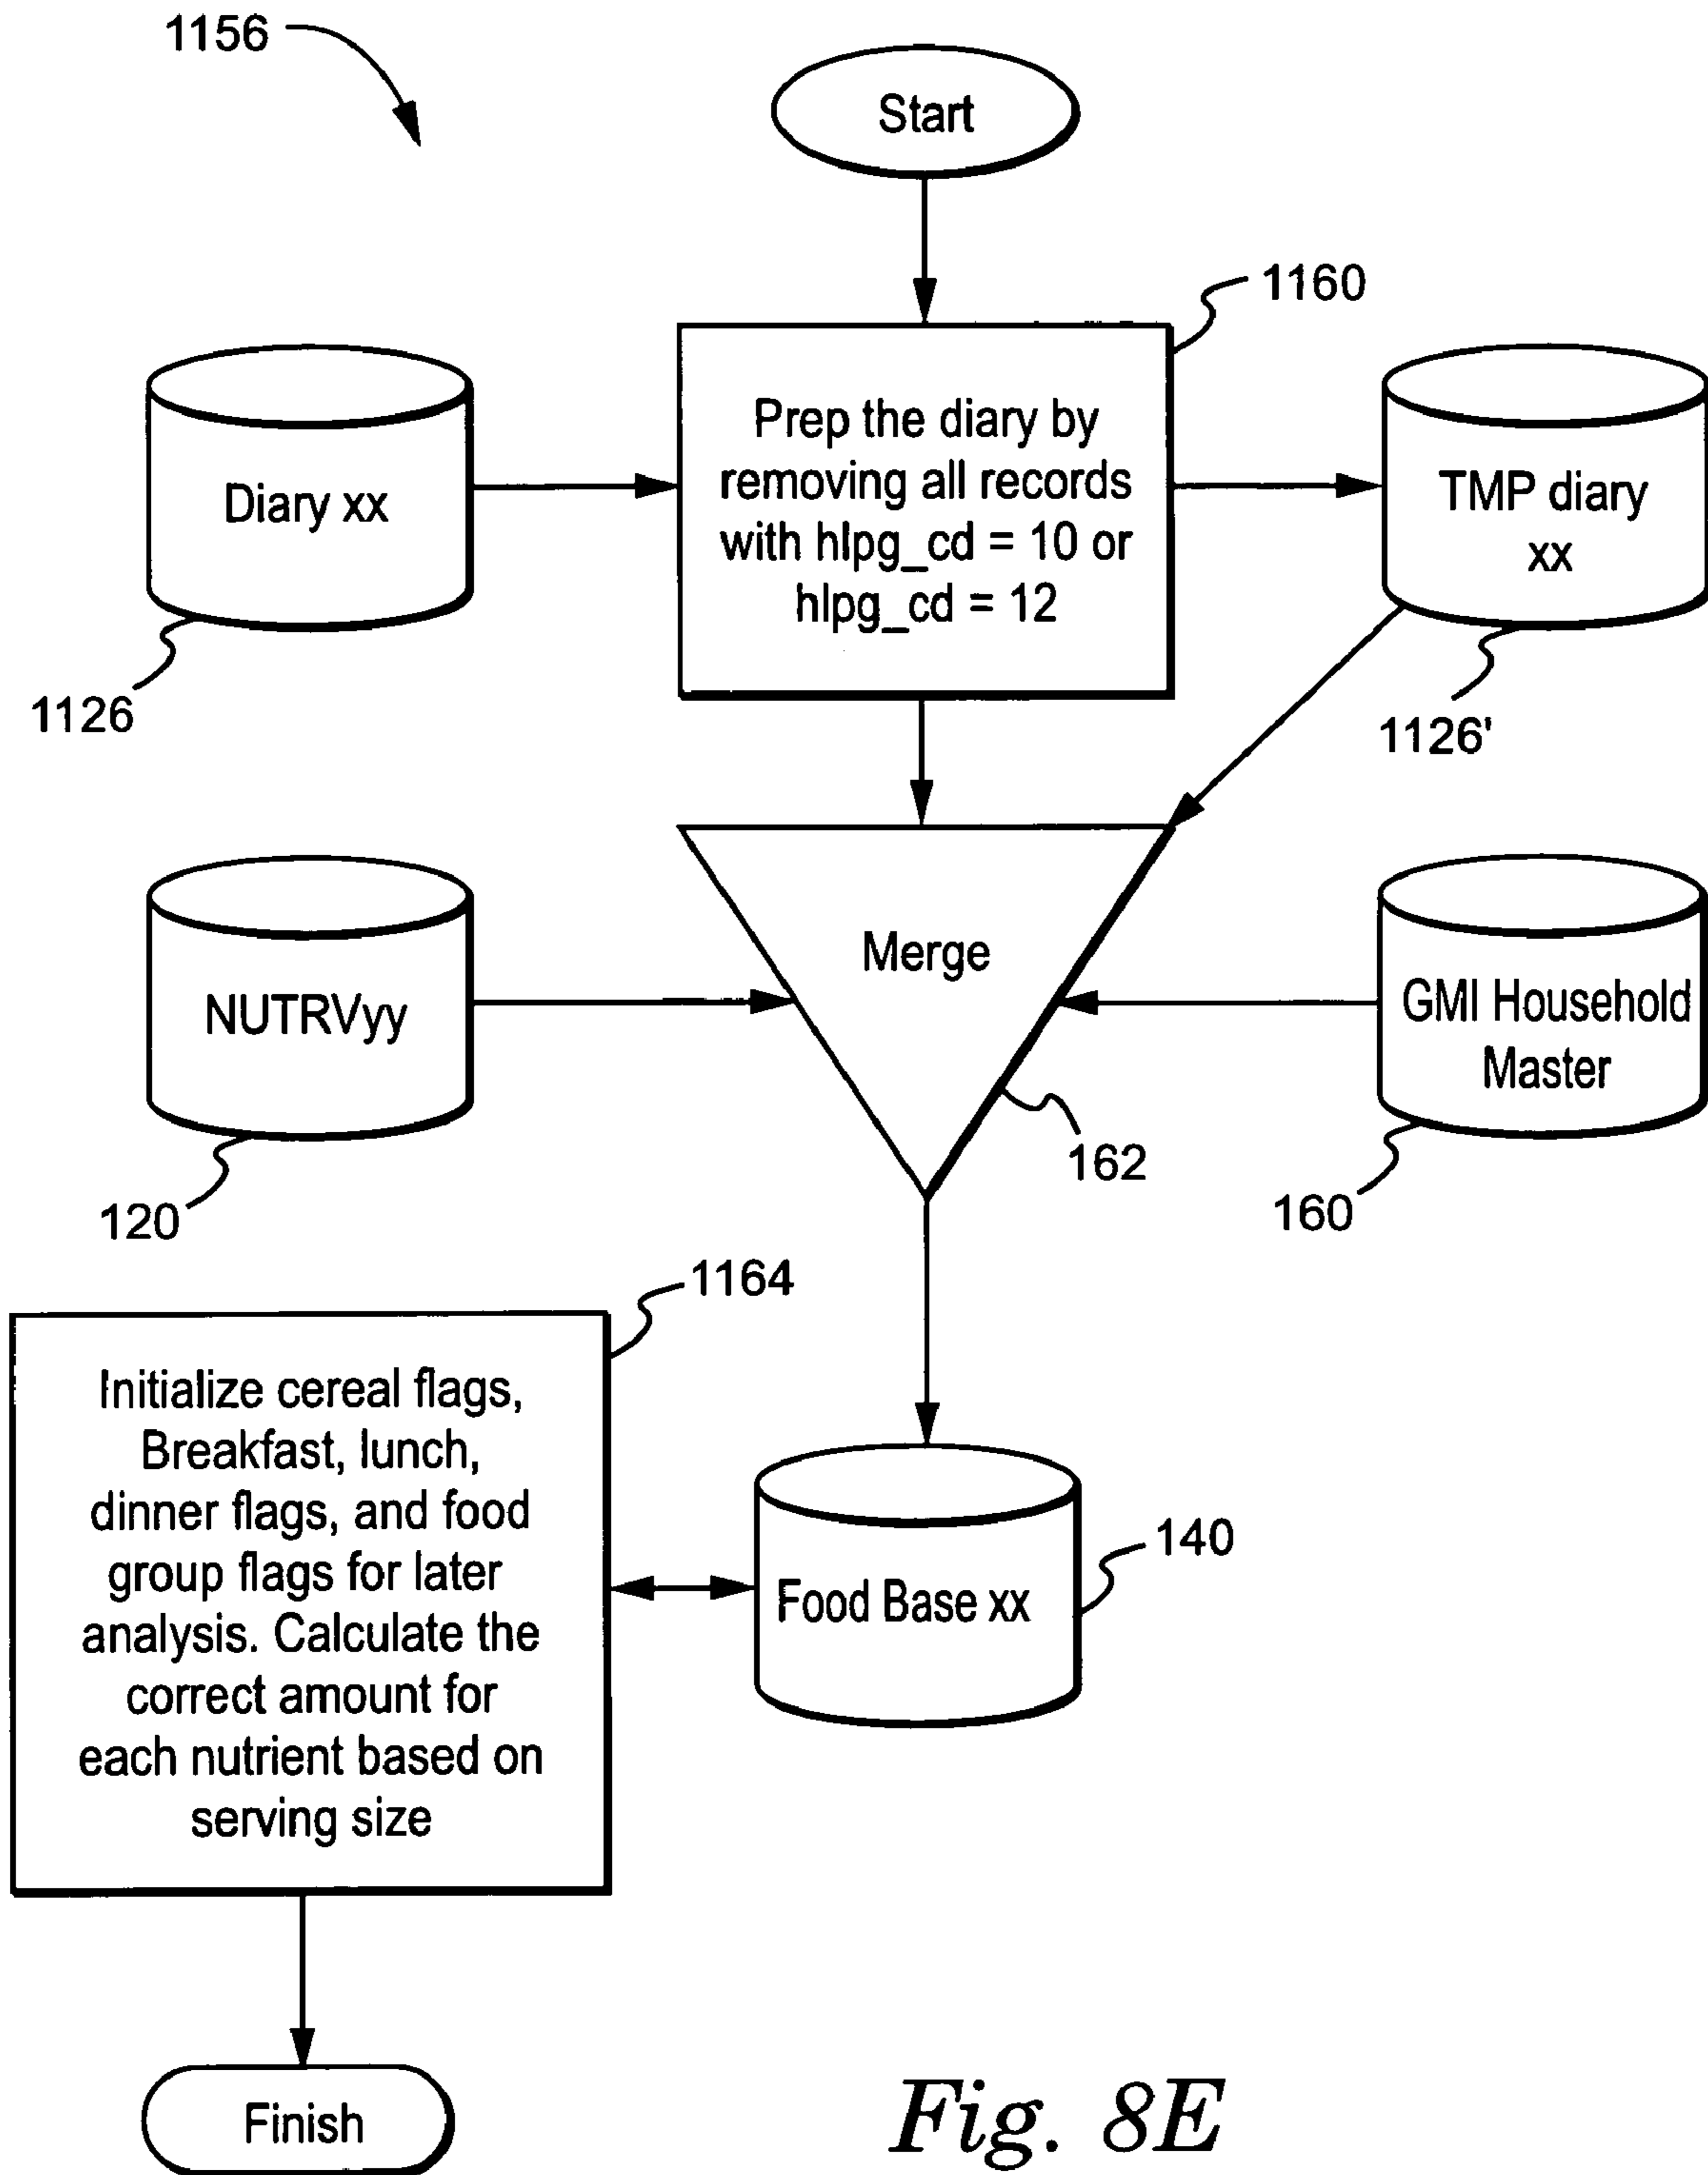 1156
Start
1160
Prep the diary by
removing all records
with hlpg_cd = 10 or
hlpg_cd = 12
Diary xx
TMP diary
xx
1126
1126'
Merge
NUTRVyy
GMI Household
Master
162
120
160
1164
Initialize cereal flags,
Breakfast, lunch,
dinner flags, and food
group flags for later
analysis. Calculate the
correct amount for
each nutrient based on
serving size
140
Food Base xx
Finish
Fig. 8E